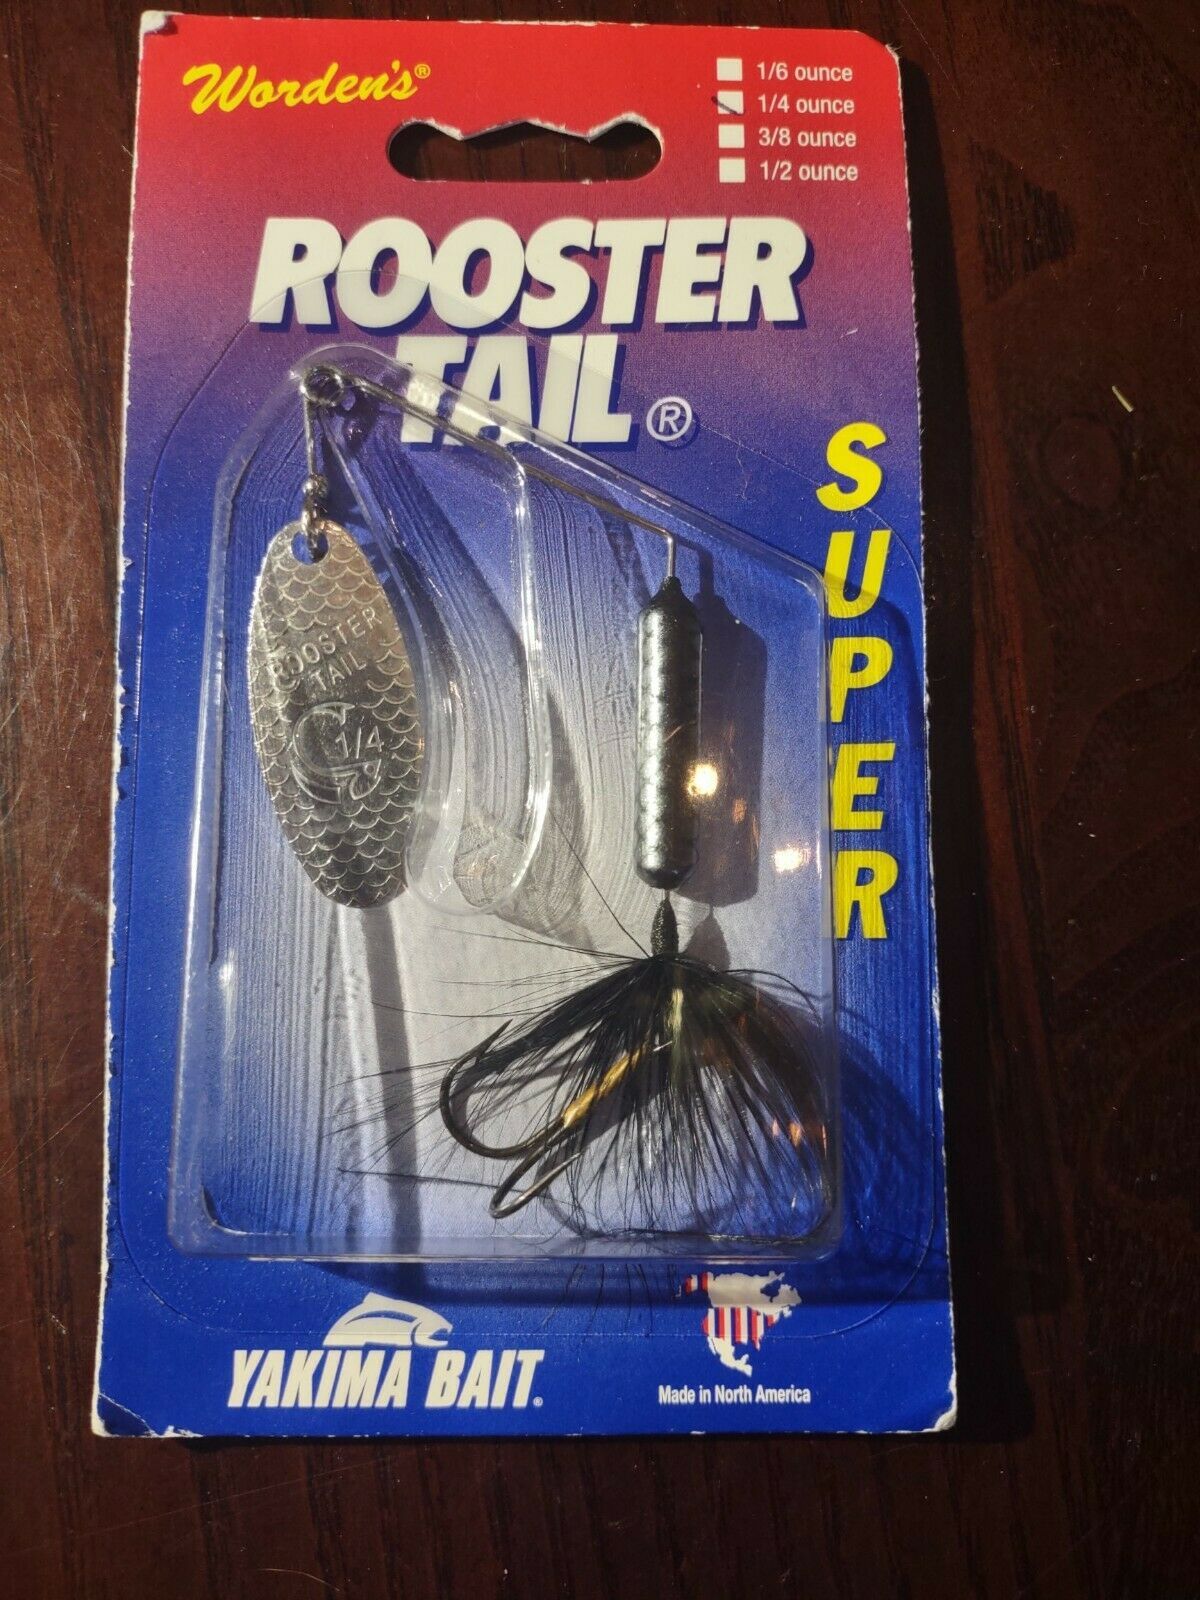 Worden's®
1/6 ounce
1/4 ounce
3/8 ounce
1/2 ounce
ROOSTER
TAIL®
SUPER
ROOSTER
TAIL
1/4
YAKIMA BAIT®
Made in North America